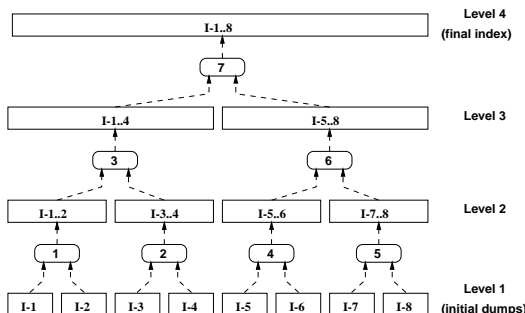 I-1..8 Level 4
(final index)
7
I-1..4 I-5..8 Level 3
3 6
I-1..2 I-3..4 I-5..6 I-7..8 Level 2
1 2 4 5
Level 1
I-1 I-2 I-3 I-4 I-5 I-6 I-7 I-8 (initial dumps)